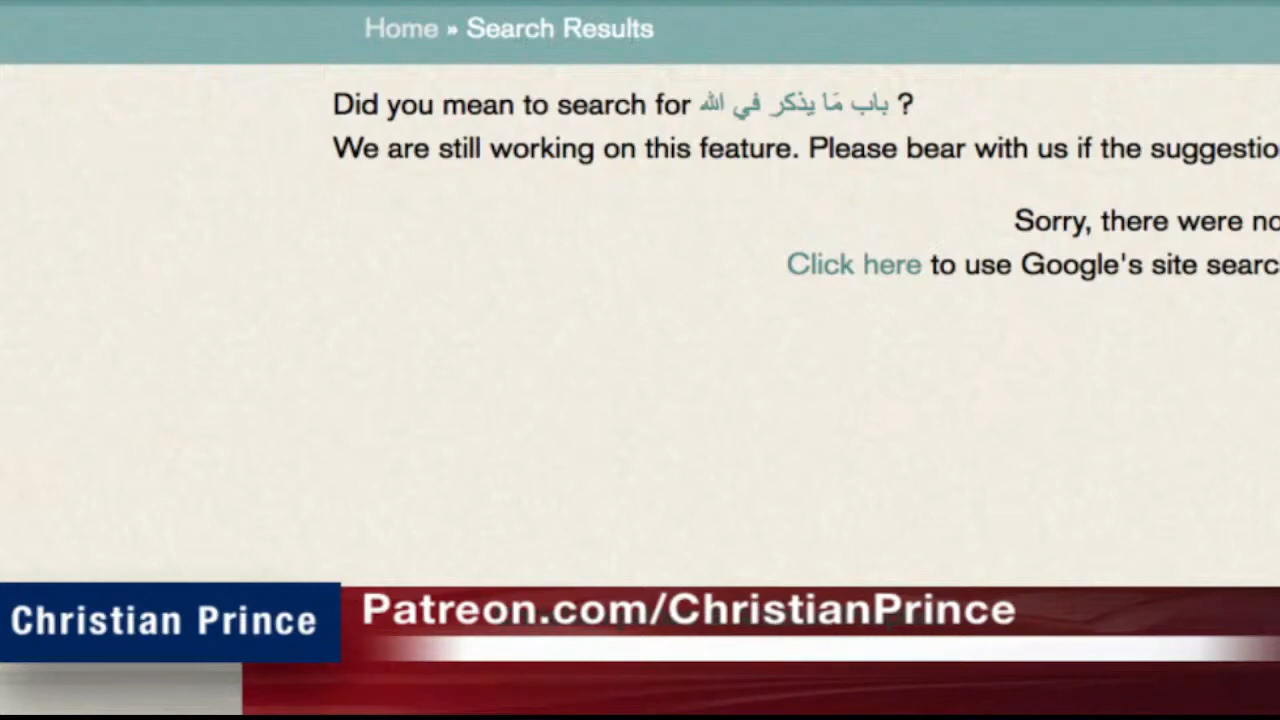 Home » Search Results
Did you mean to search for باب مَا يذكر في الله ?
We are still working on this feature. Please bear with us if the suggestio
Sorry, there were no
Click here to use Google's site searc
Christian Prince
Patreon.com/ChristianPrince